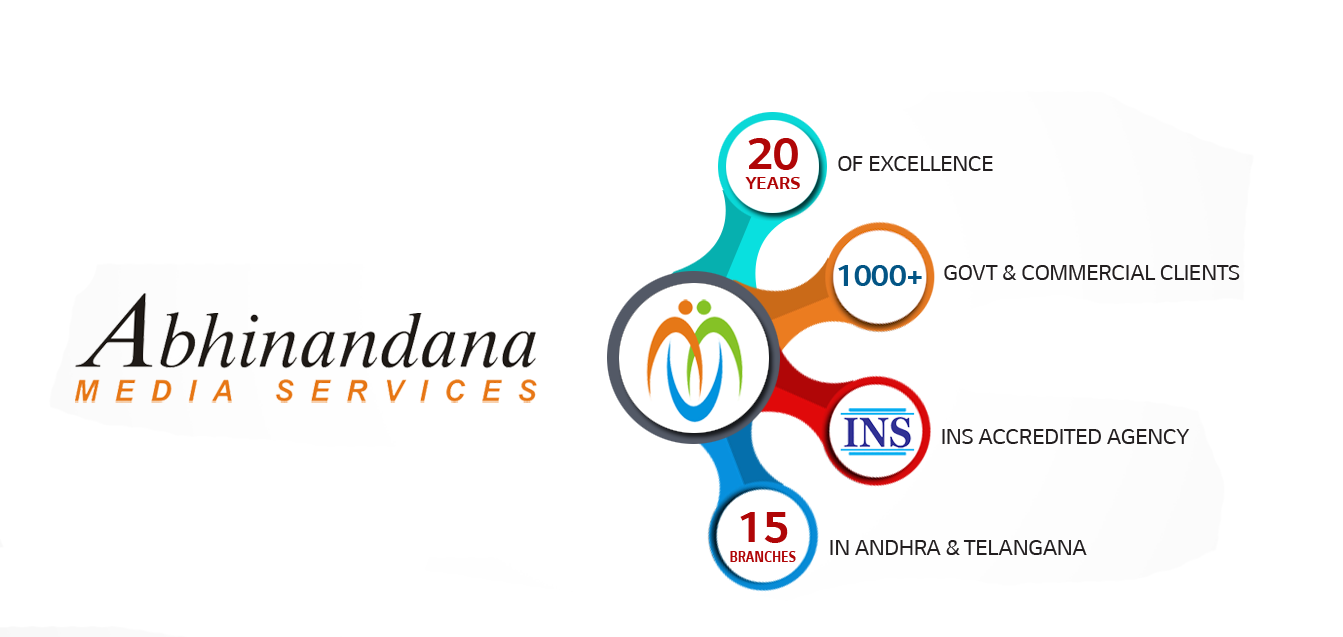 Abhinandana
MEDIA SERVICES
20
YEARS
OF EXCELLENCE
1000+
GOVT & COMMERCIAL CLIENTS
INS
INS ACCREDITED AGENCY
15
BRANCHES
IN ANDHRA & TELANGANA